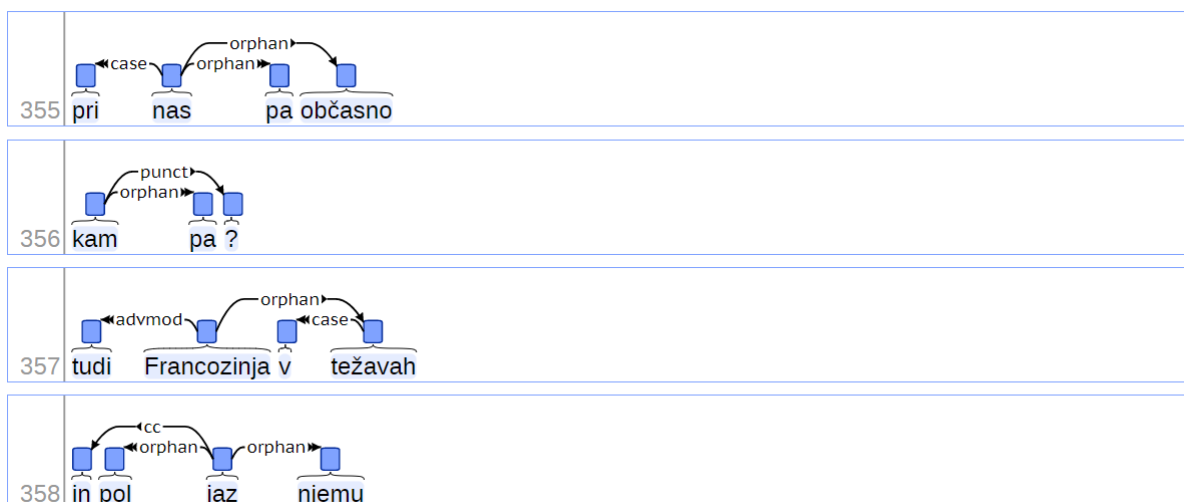 orphan
case orphan
355 pri nas pa občasno
punct
orphan
356 kam pa ?
orphan
advmod case
357 tudi Francozinja v težavah
cc
orphan orphan
358 in pol jaz njemu